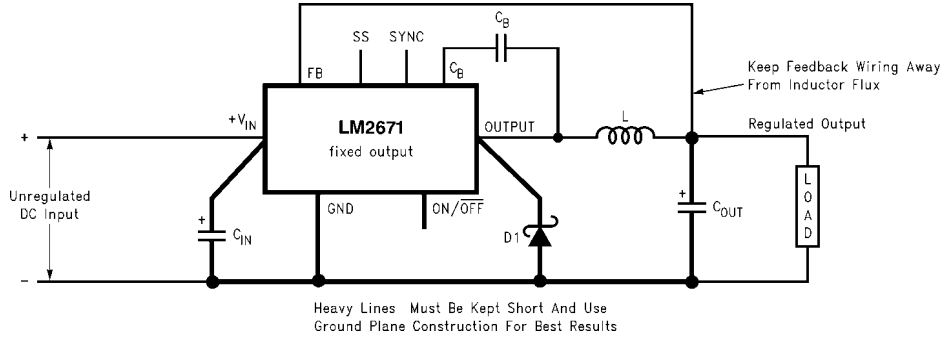 C_B
SS SYNC
FB C_B
Keep Feedback Wiring Away
From Inductor Flux
+V_IN
LM2671
fixed output
OUTPUT
L
Regulated Output
+
Unregulated
DC Input
-
+
C_IN
GND
ON/O̅F̅F̅
D1
+
C_OUT
LOAD
Heavy Lines Must Be Kept Short And Use
Ground Plane Construction For Best Results